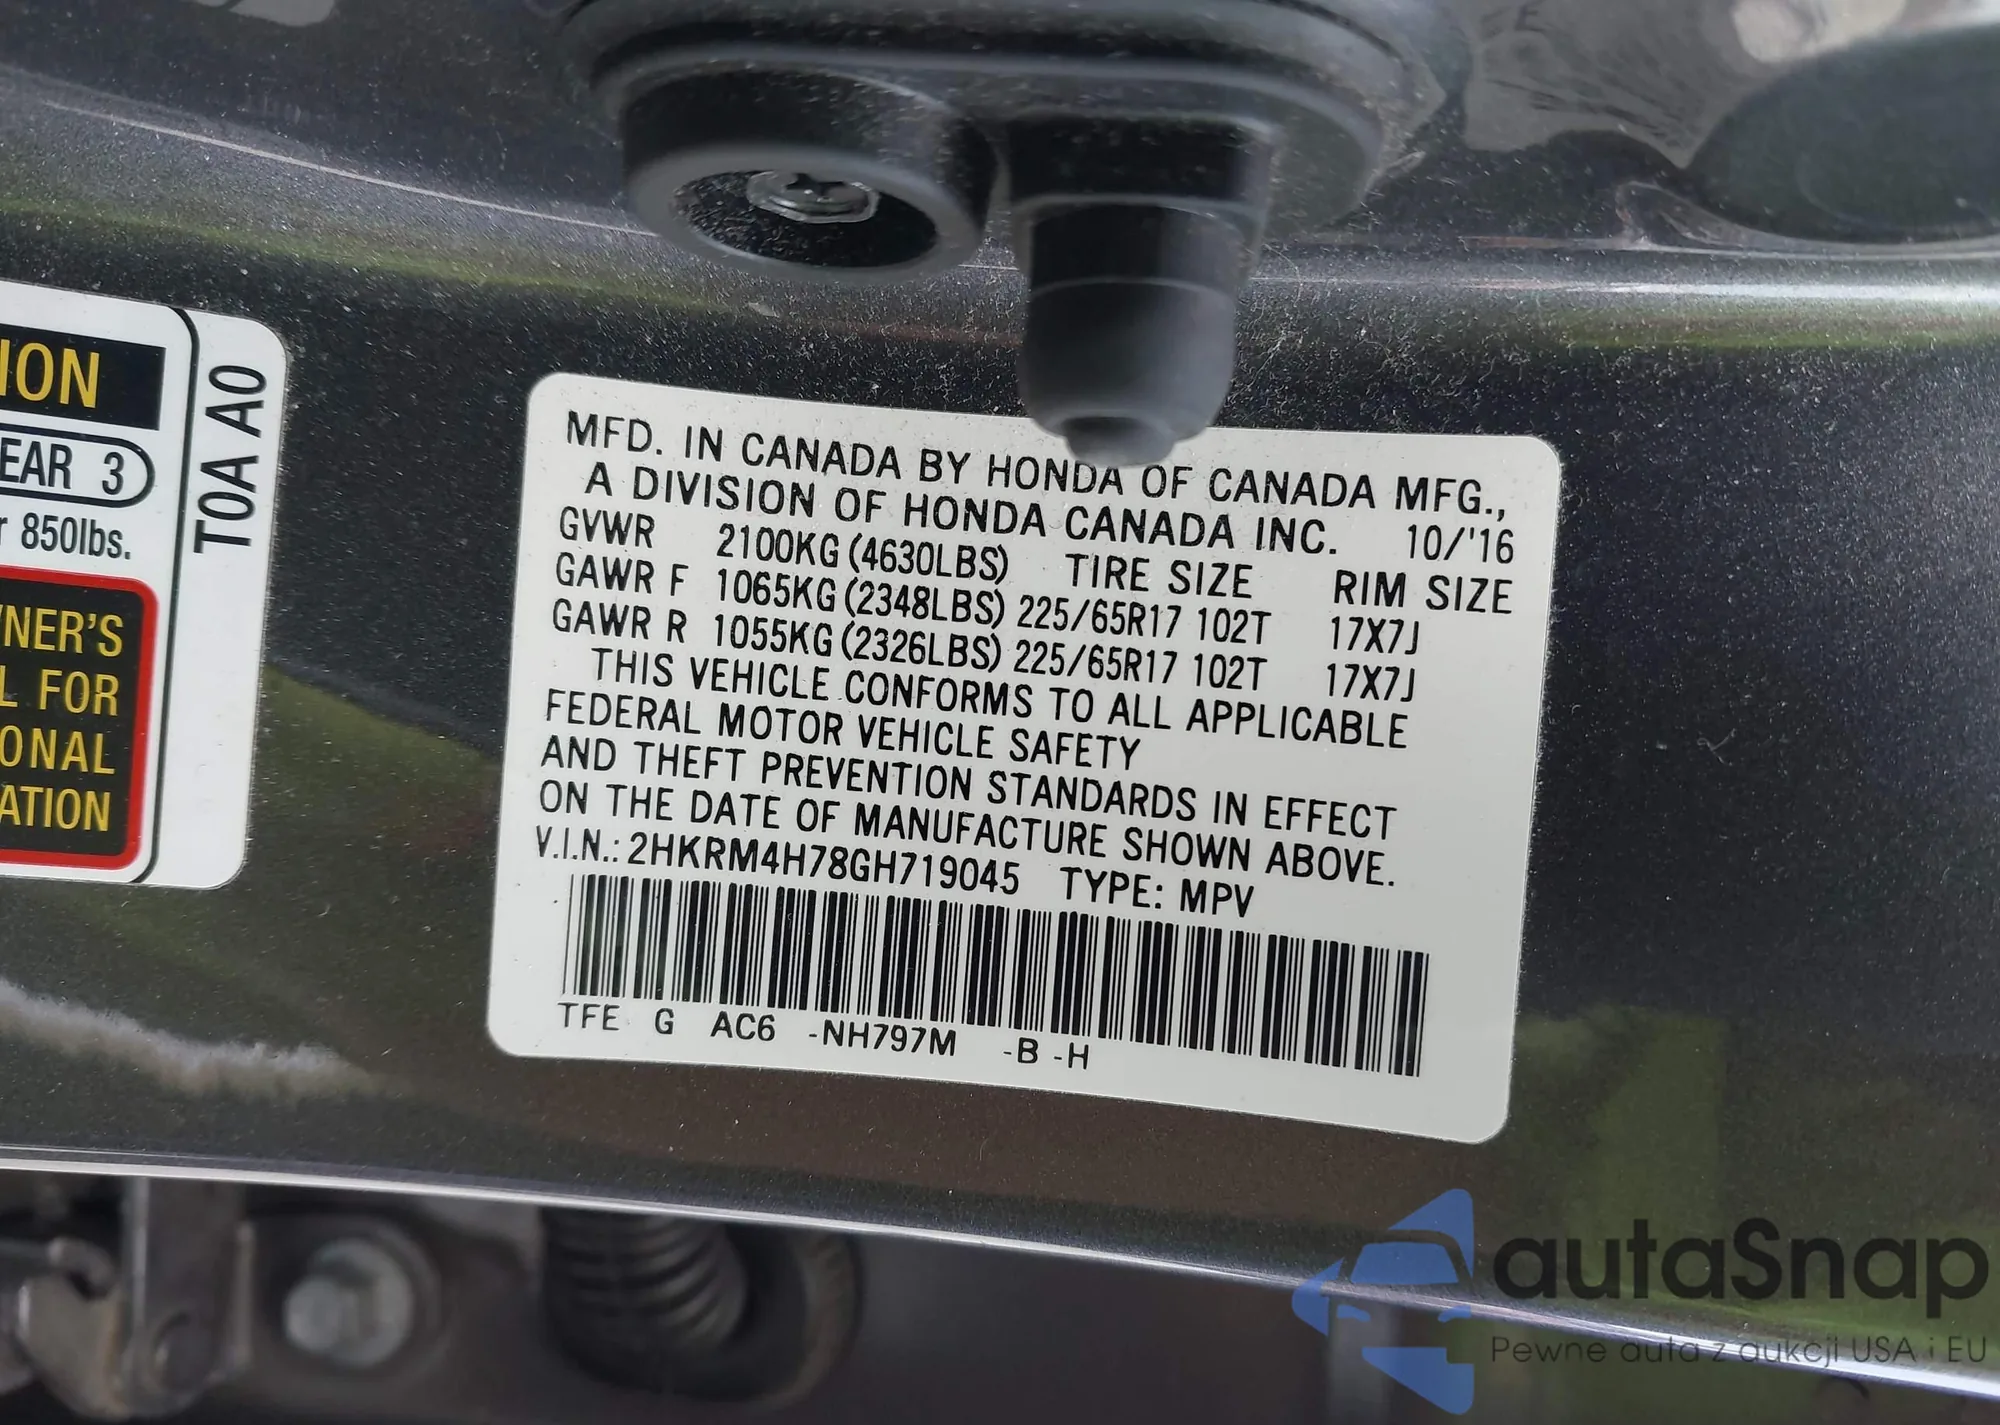 ION
EAR 3
850lbs.
NER'S
L FOR
ONAL
ATION
T0A A0
MFD. IN CANADA BY HONDA OF CANADA MFG.,
A DIVISION OF HONDA CANADA INC. 10/'16
GVWR 2100KG (4630LBS) TIRE SIZE RIM SIZE
GAWR F 1065KG (2348LBS) 225/65R17 102T 17X7J
GAWR R 1055KG (2326LBS) 225/65R17 102T 17X7J
THIS VEHICLE CONFORMS TO ALL APPLICABLE
FEDERAL MOTOR VEHICLE SAFETY
AND THEFT PREVENTION STANDARDS IN EFFECT
ON THE DATE OF MANUFACTURE SHOWN ABOVE.
V.I.N.: 2HKRM4H78GH719045 TYPE: MPV
TFE G AC6 -NH797M -B -H
autaSnap
Pewne auta z aukcji USA i EU